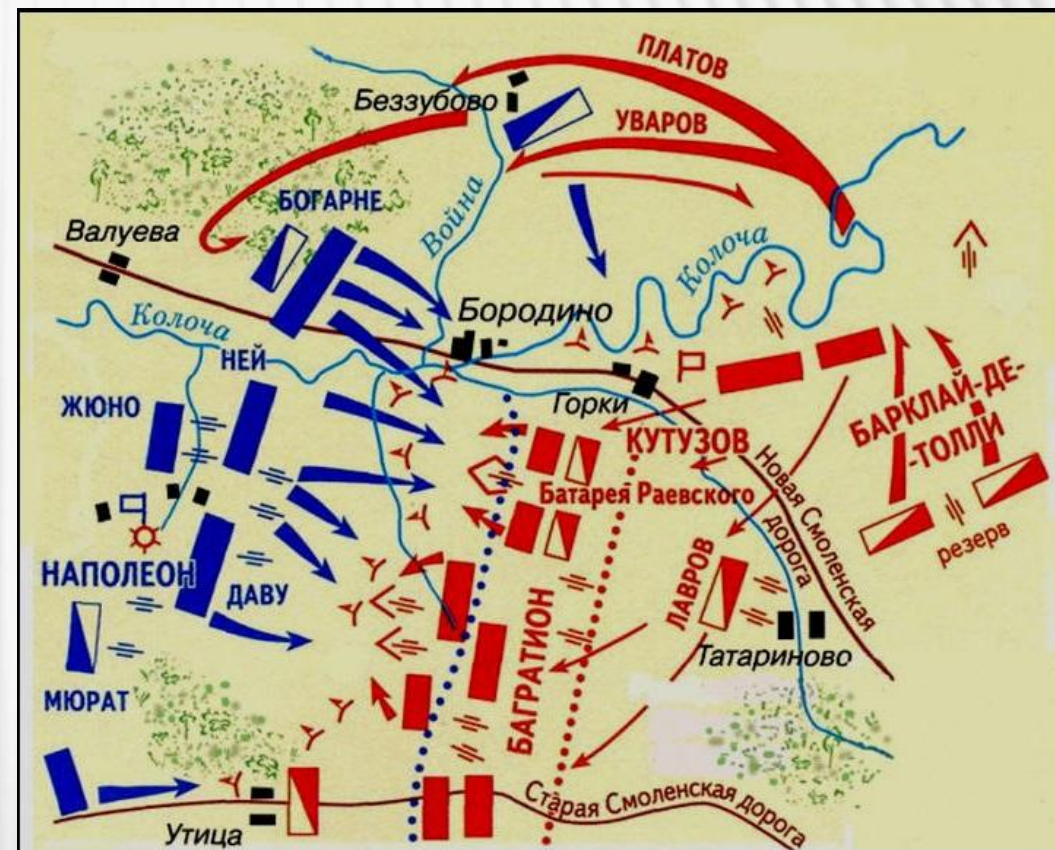 ПЛАТОВ
Беззубово
УВАРОВ
БОГАРНЕ
Война
Валуева
Колоча
Колоча
Бородино
НЕЙ
ЖЮНО
Горки
КУТУЗОВ
БАРКЛАЙ-ДЕ-
-ТОЛЛИ
Батарея Раевского
Новая Смоленская
дорога
резерв
НАПОЛЕОН
ДАВУ
ЛАВРОВ
БАГРАТИОН
Татариново
МЮРАТ
Старая Смоленская дорога
Утица